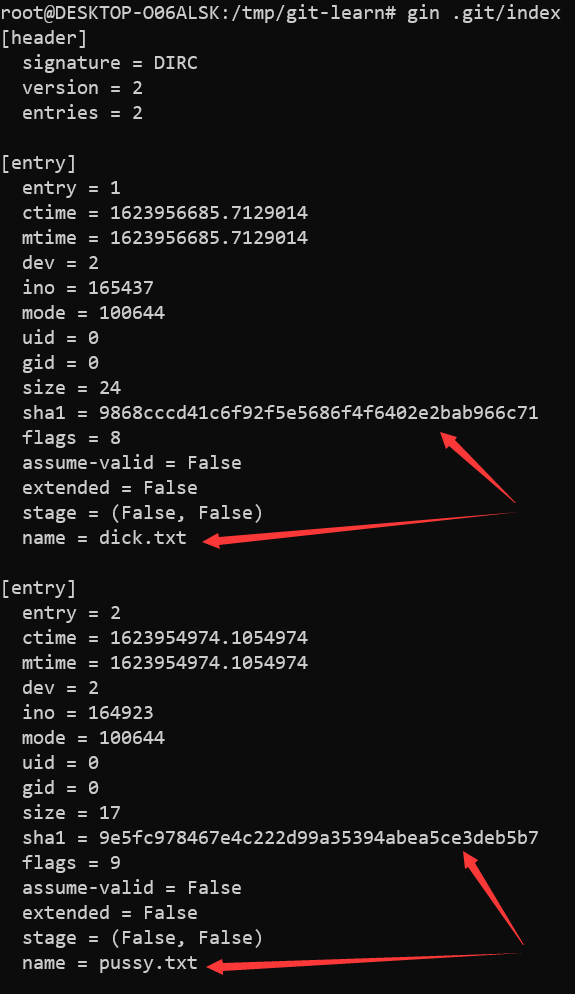 root@DESKTOP-O06ALSK:/tmp/git-learn# gin .git/index
[header]
signature = DIRC
version = 2
entries = 2
[entry]
entry = 1
ctime = 1623956685.7129014
mtime = 1623956685.7129014
dev = 2
ino = 165437
mode = 100644
uid = 0
gid = 0
size = 24
sha1 = 9868cccd41c6f92f5e5686f4f6402e2bab966c71
flags = 8
assume-valid = False
extended = False
stage = (False, False)
name = dick.txt
[entry]
entry = 2
ctime = 1623954974.1054974
mtime = 1623954974.1054974
dev = 2
ino = 164923
mode = 100644
uid = 0
gid = 0
size = 17
sha1 = 9e5fc978467e4c222d99a35394abea5ce3deb5b7
flags = 9
assume-valid = False
extended = False
stage = (False, False)
name = pussy.txt